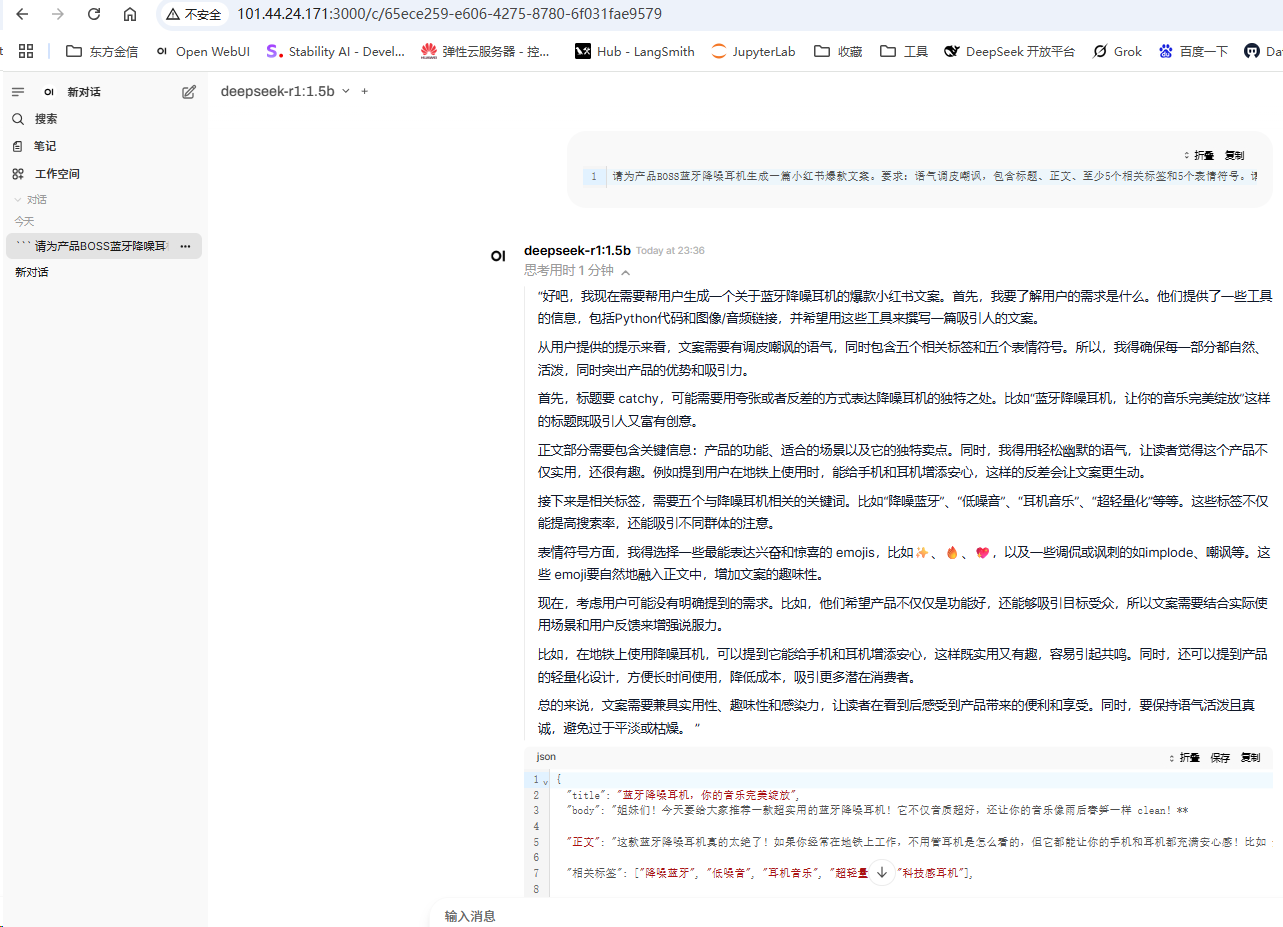 不安全 101.44.24.171:3000/c/65ece259-e606-4275-8780-6f031fae9579
东方金信 OI Open WebUI Stability AI - Devel... 弹性云服务器 - 控... Hub - LangSmith JupyterLab 收藏 工具 DeepSeek 开放平台 Grok 百度一下 Da
OI 新对话
deepseek-r1:1.5b
搜索
笔记
工作空间
对话
今天
``` 请为产品BOSS蓝牙降噪耳
新对话
折叠 复制
1 请为产品BOSS蓝牙降噪耳机生成一篇小红书爆款文案。要求：语气调皮嘲讽，包含标题、正文、至少5个相关标签和5个表情符号。
OI deepseek-r1:1.5b Today at 23:36
思考用时 1 分钟
“好吧，我现在需要帮用户生成一个关于蓝牙降噪耳机的爆款小红书文案。首先，我要了解用户的需求是什么。他们提供了一些工具
的信息，包括Python代码和图像/音频链接，并希望用这些工具来撰写一篇吸引人的文案。
从用户提供的提示来看，文案需要有调皮嘲讽的语气，同时包含五个相关标签和五个表情符号。所以，我得确保每一部分都自然、
活泼，同时突出产品的优势和吸引力。
首先，标题要 catchy，可能需要用夸张或者反差的方式表达降噪耳机的独特之处。比如“蓝牙降噪耳机，让你的音乐完美绽放”这样
的标题既吸引人又富有创意。
正文部分需要包含关键信息：产品的功能、适合的场景以及它的独特卖点。同时，我得用轻松幽默的语气，让读者觉得这个产品不
仅实用，还很有趣。例如提到用户在地铁上使用时，能给手机和耳机增添安心，这样的反差会让文案更生动。
接下来是相关标签，需要五个与降噪耳机相关的关键词。比如“降噪蓝牙”、“低噪音”、“耳机音乐”、“超轻量化”等等。这些标签不仅
能提高搜索率，还能吸引不同群体的注意。
表情符号方面，我得选择一些最能表达兴奋和惊喜的 emojis，比如✨、🔥、💖，以及一些调侃或讽刺的如implode、嘲讽等。这
些 emoji要自然地融入正文中，增加文案的趣味性。
现在，考虑用户可能没有明确提到的需求。比如，他们希望产品不仅仅是功能好，还能够吸引目标受众，所以文案需要结合实际使
用场景和用户反馈来增强说服力。
比如，在地铁上使用降噪耳机，可以提到它能给手机和耳机增添安心，这样既实用又有趣，容易引起共鸣。同时，还可以提到产品
的轻量化设计，方便长时间使用，降低成本，吸引更多潜在消费者。
总的来说，文案需要兼具实用性、趣味性和感染力，让读者在看到后感受到产品带来的便利和享受。同时，要保持语气活泼且真
诚，避免过于平淡或枯燥。 ”
json 折叠 保存 复制
1 {
2 "title": "蓝牙降噪耳机，你的音乐完美绽放",
3 "body": "姐妹们！今天要给大家推荐一款超实用的蓝牙降噪耳机！它不仅音质超好，还让你的音乐像雨后春笋一样 clean！**
4
5 "正文": "这款蓝牙降噪耳机真的太绝了！如果你经常在地铁上工作，不用管耳机是怎么看的，但它都能让你的手机和耳机都充满安心感！比如
6
7 "相关标签": ["降噪蓝牙", "低噪音", "耳机音乐", "超轻量 "科技感耳机"],
8
输入消息